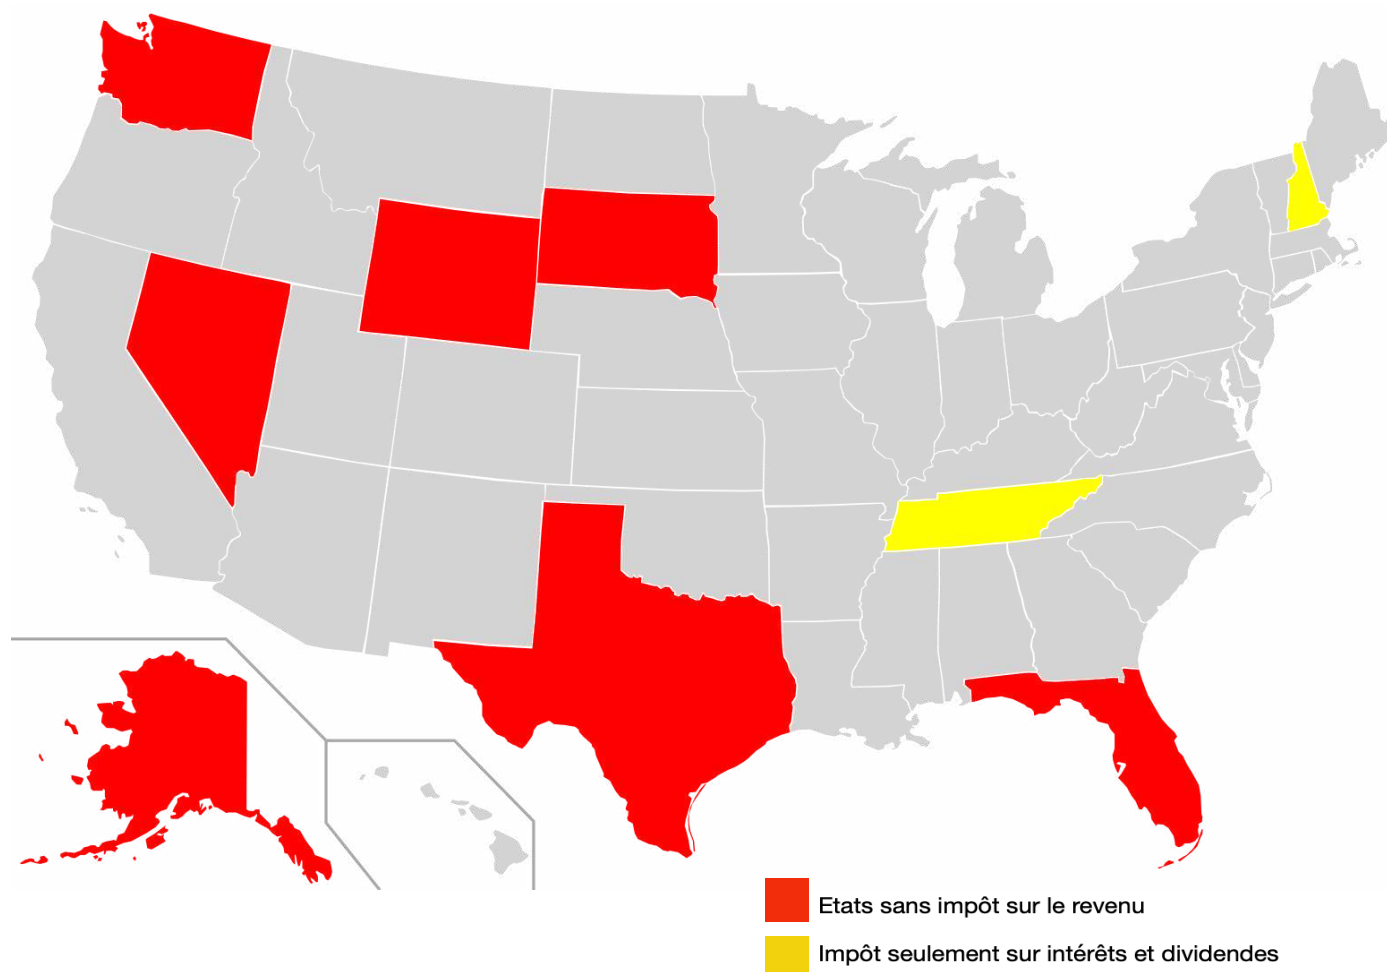 Etats sans impôt sur le revenu
Impôt seulement sur intérêts et dividendes